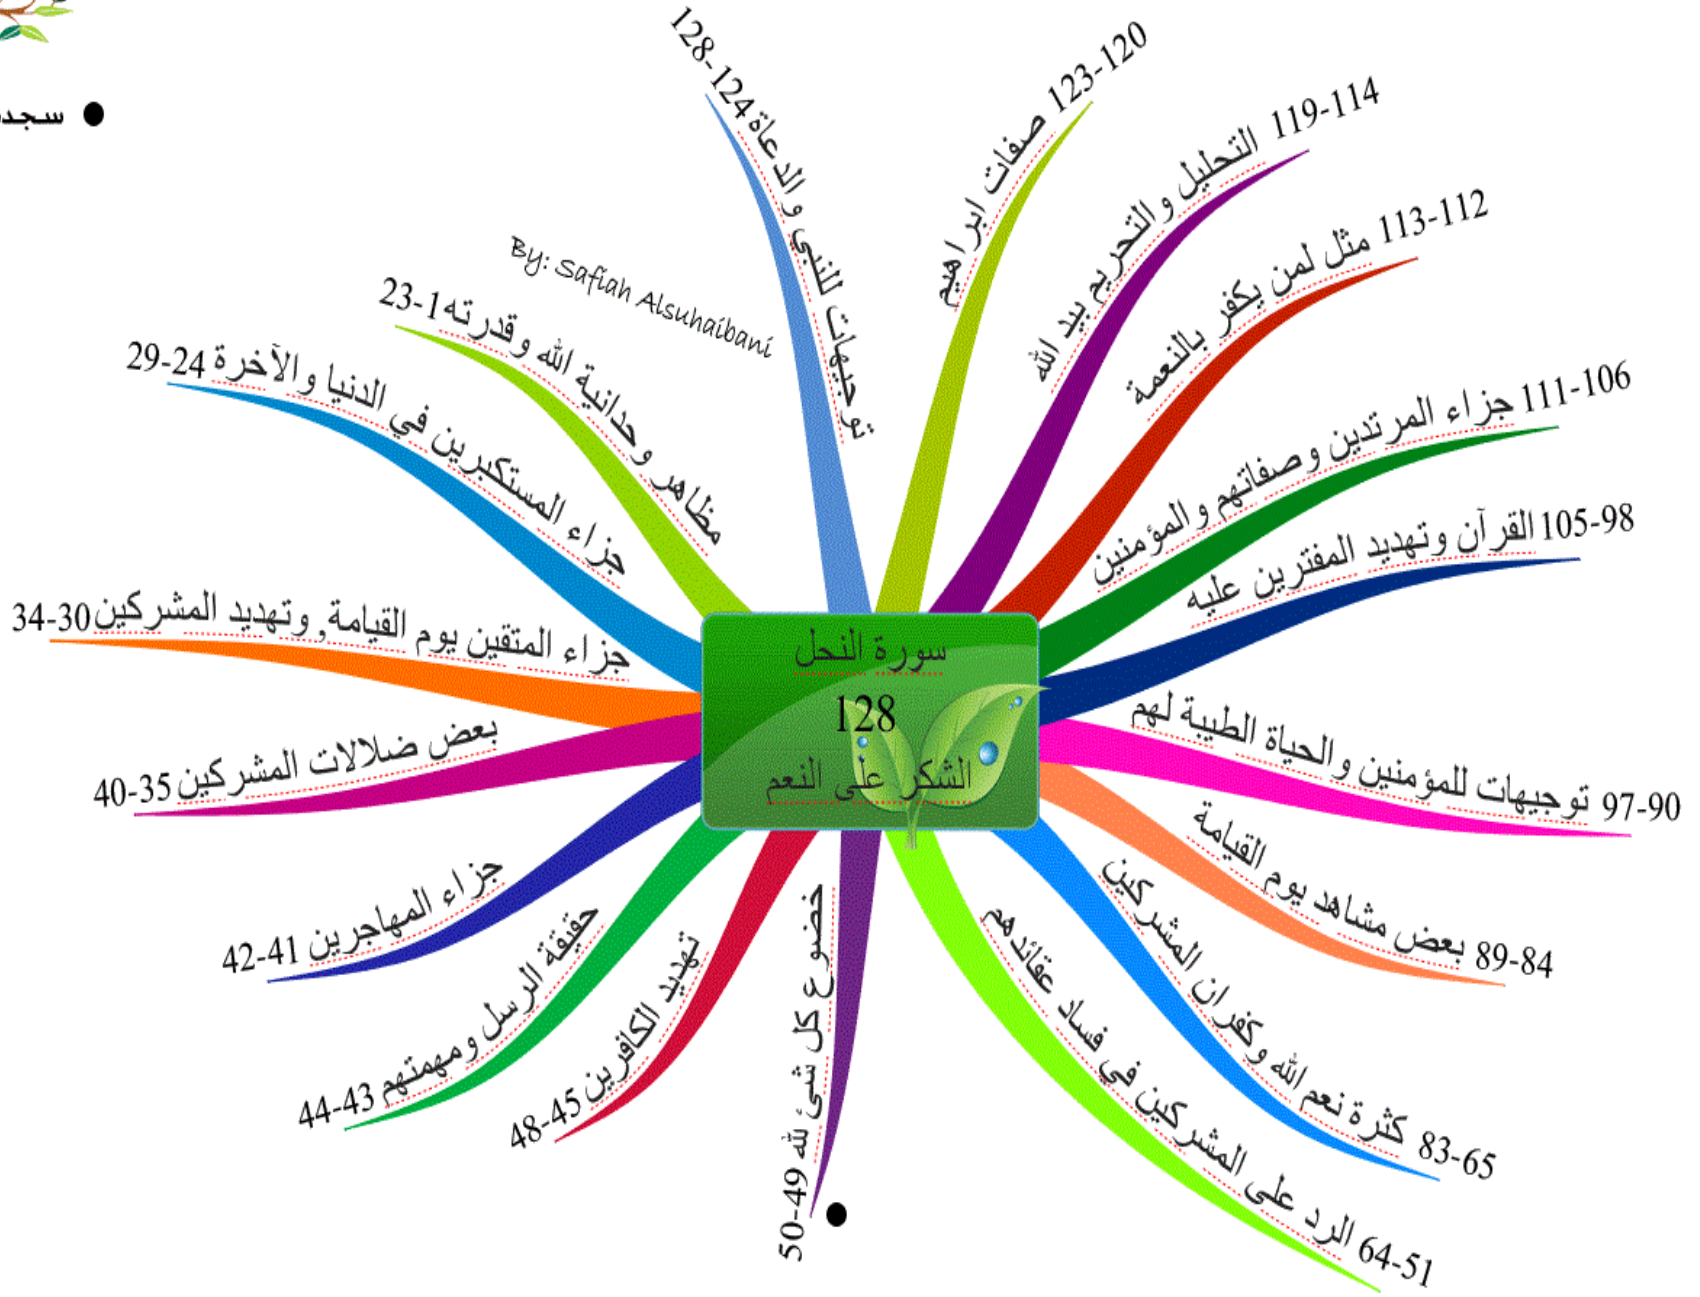 سجد
سورة النحل
128
الشكر على النعم
By: Safiah Alsuhaibani
مظاهر وحدانية الله وقدرته 1-23
جزاء المستكبرين في الدنيا والآخرة 24-29
جزاء المتقين يوم القيامة, وتهديد المشركين 30-34
بعض ضلالات المشركين 35-40
جزاء المهاجرين 41-42
حقيقة الرسل ومهمتهم 43-44
تهديد الكافرين 45-48
خضوع كل شئ لله 49-50
64-51 الرد على المشركين في فساد عقائدهم
83-65 كثرة نعم الله وكفران المشركين
89-84 بعض مشاهد يوم القيامة
97-90 توجيهات للمؤمنين والحياة الطيبة لهم
105-98 القرآن وتهديد المفترين عليه
111-106 جزاء المرتدين وصفاتهم والمؤمنين
113-112 مثل لمن يكفر بالنعمة
119-114 التحليل والتحريم بيد الله
123-120 صفات ابراهيم
توجيهات للنبي والدعاة 124-128